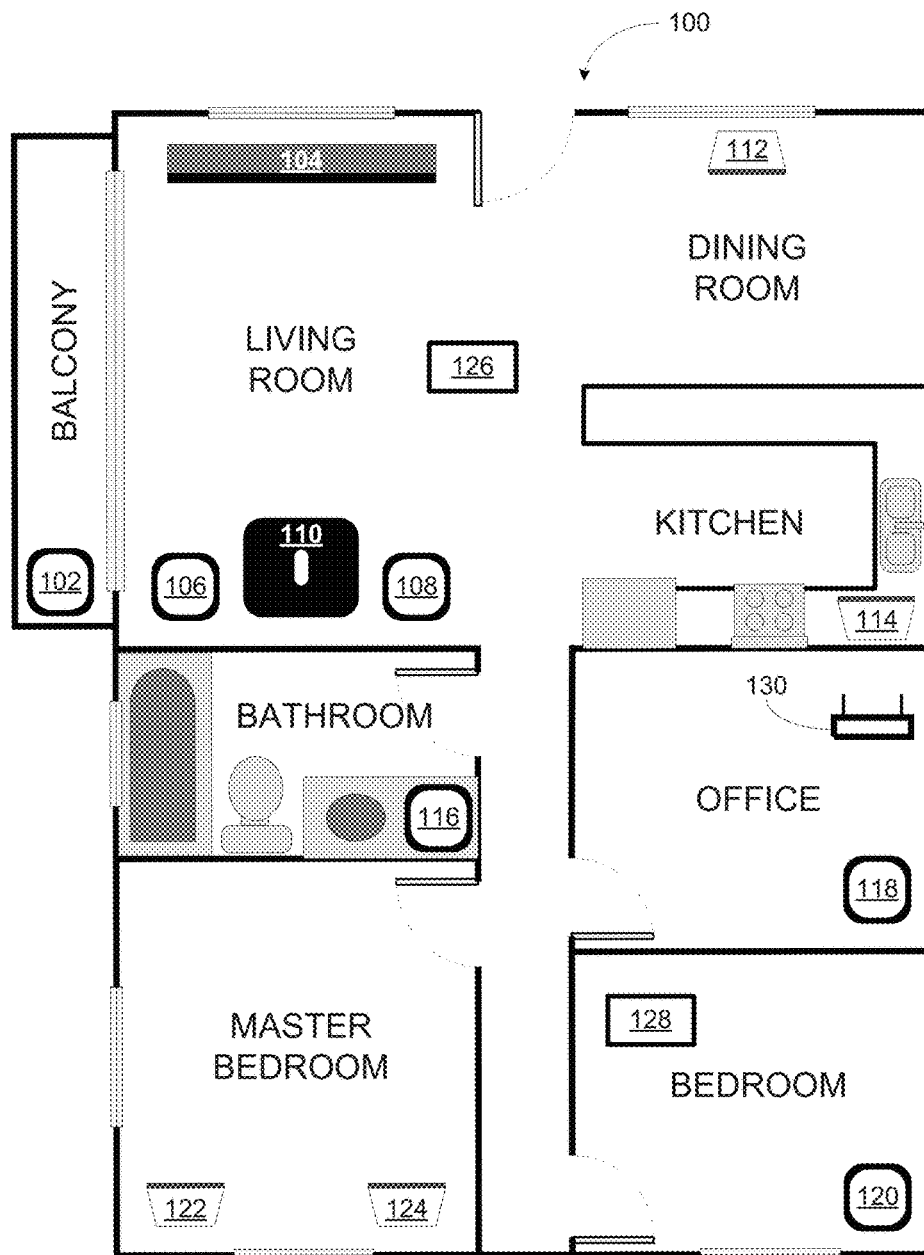 100
104
112
DINING
ROOM
BALCONY
LIVING
ROOM
126
KITCHEN
110
102
106
108
114
130
BATHROOM
OFFICE
116
118
MASTER
BEDROOM
128
BEDROOM
122
124
120